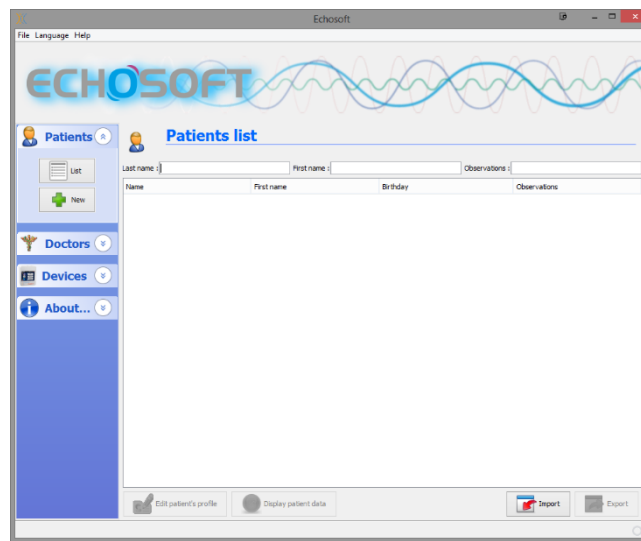 Echosoft
File Language Help
ECHOSOFT
Patients
List
New
Doctors
Devices
About...
Patients list
Last name : First name : Observations :
Name First name Birthday Observations
Edit patient's profile Display patient data Import Export